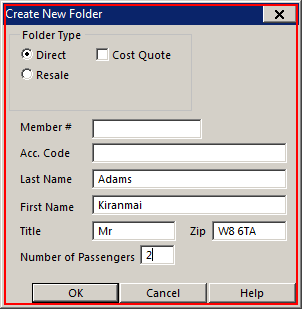 Create New Folder
Folder Type
Direct Cost Quote
Resale
Member #
Acc. Code
Last Name Adams
First Name Kiranmai
Title Mr Zip W8 6TA
Number of Passengers 2
OK Cancel Help